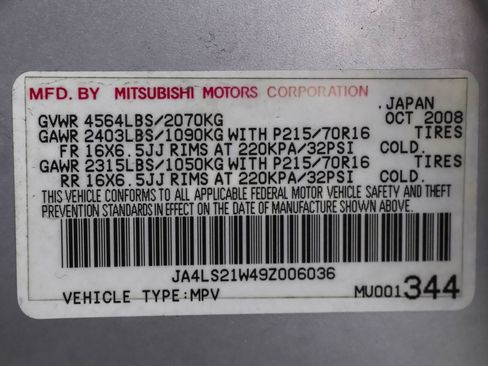 MFD. BY MITSUBISHI MOTORS CORPORATION
JAPAN
GVWR 4564LBS/2070KG OCT 2008
GAWR 2403LBS/1090KG WITH P215/70R16 TIRES
FR 16X6.5JJ RIMS AT 220KPA/32PSI COLD.
GAWR 2315LBS/1050KG WITH P215/70R16 TIRES
RR 16X6.5JJ RIMS AT 220KPA/32PSI COLD.
THIS VEHICLE CONFORMS TO ALL APPLICABLE FEDERAL MOTOR VEHICLE SAFETY AND THEFT
PREVENTION STANDARDS IN EFFECT ON THE DATE OF MANUFACTURE SHOWN ABOVE.
JA4LS21W49Z006036
VEHICLE TYPE:MPV MU001344